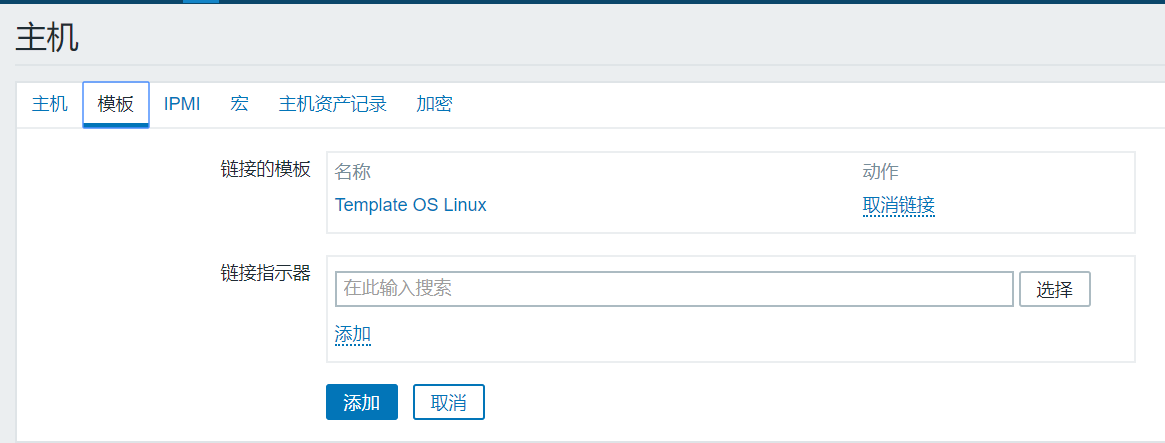 主机
主机 模板 IPMI 宏 主机资产记录 加密
链接的模板 名称 动作
Template OS Linux 取消链接
链接指示器
在此输入搜索 选择
添加
添加 取消